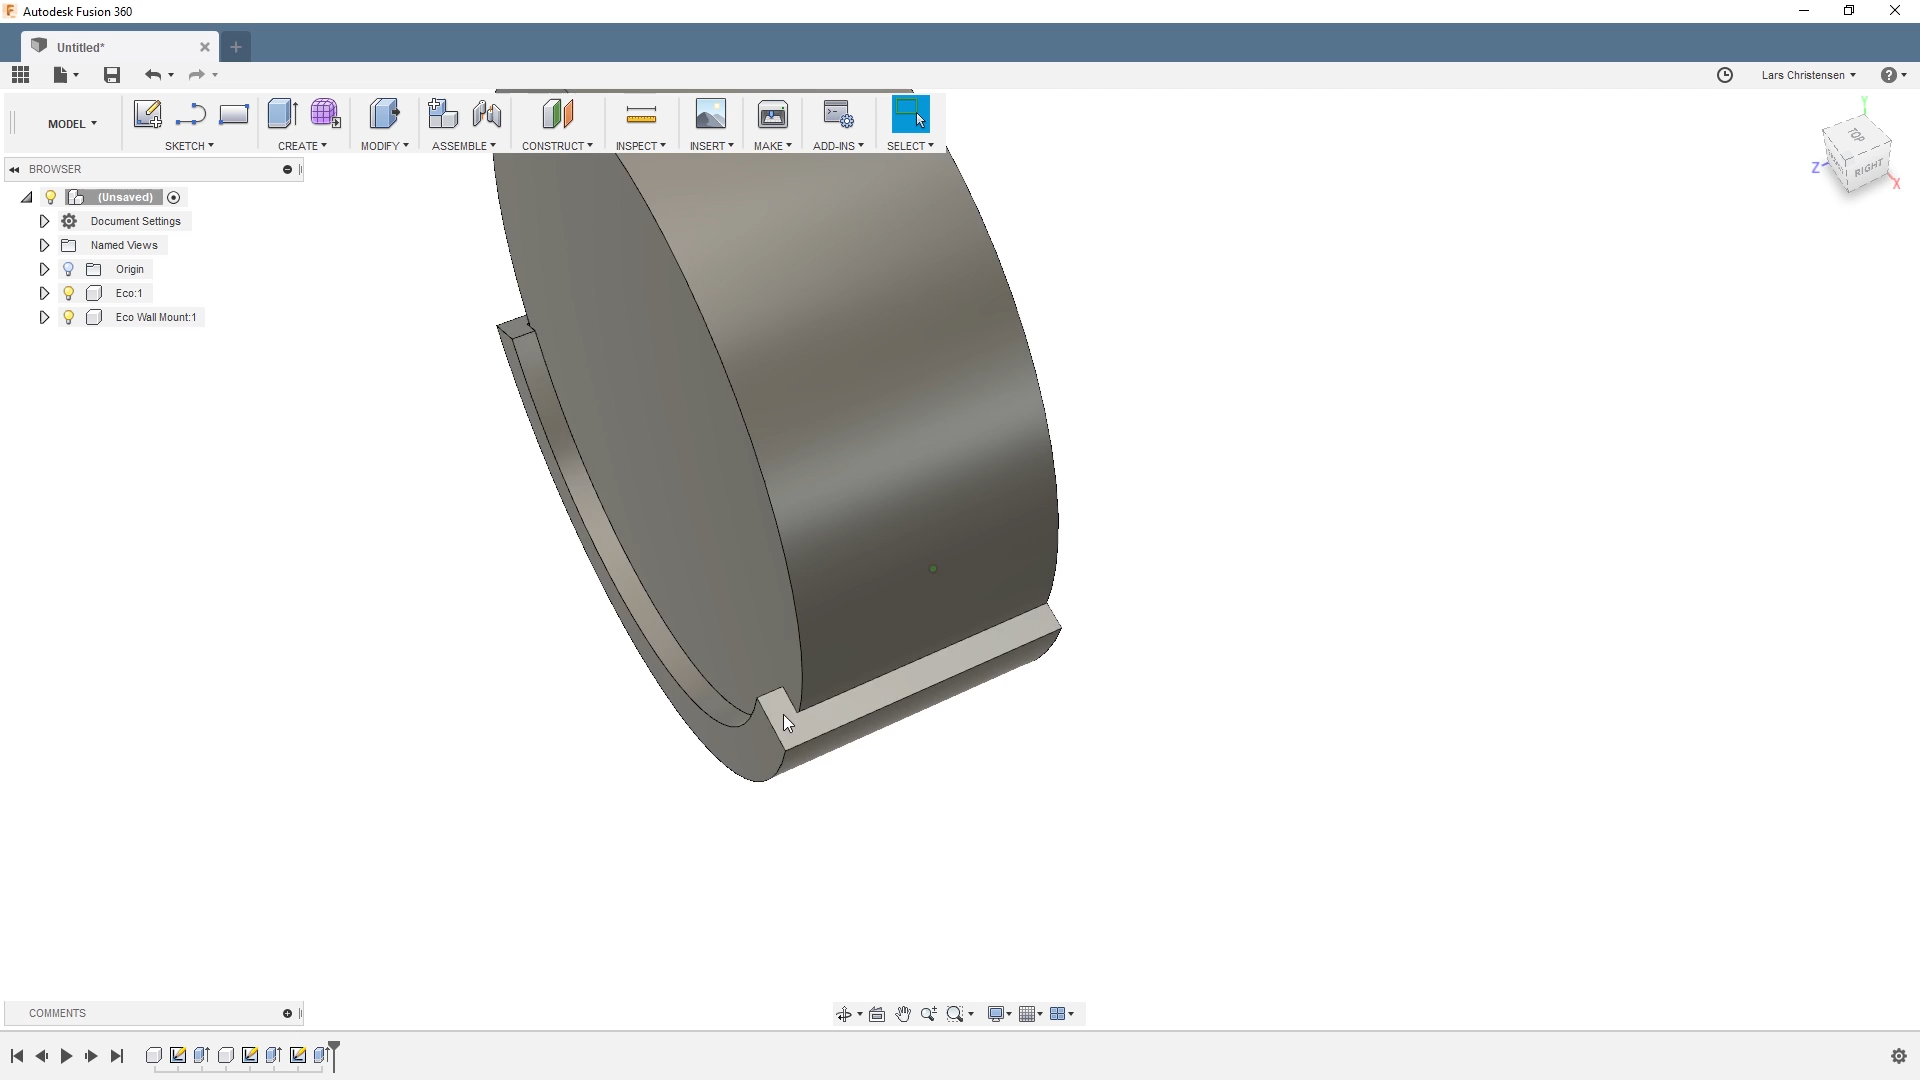 Autodesk Fusion 360
Untitled*
Lars Christensen
MODEL
SKETCH
CREATE
MODIFY
ASSEMBLE
CONSTRUCT
INSPECT
INSERT
MAKE
ADD-INS
SELECT
BROWSER
(Unsaved)
Document Settings
Named Views
Origin
Eco:1
Eco Wall Mount:1
Y
TOP
RIGHT
Z
X
COMMENTS